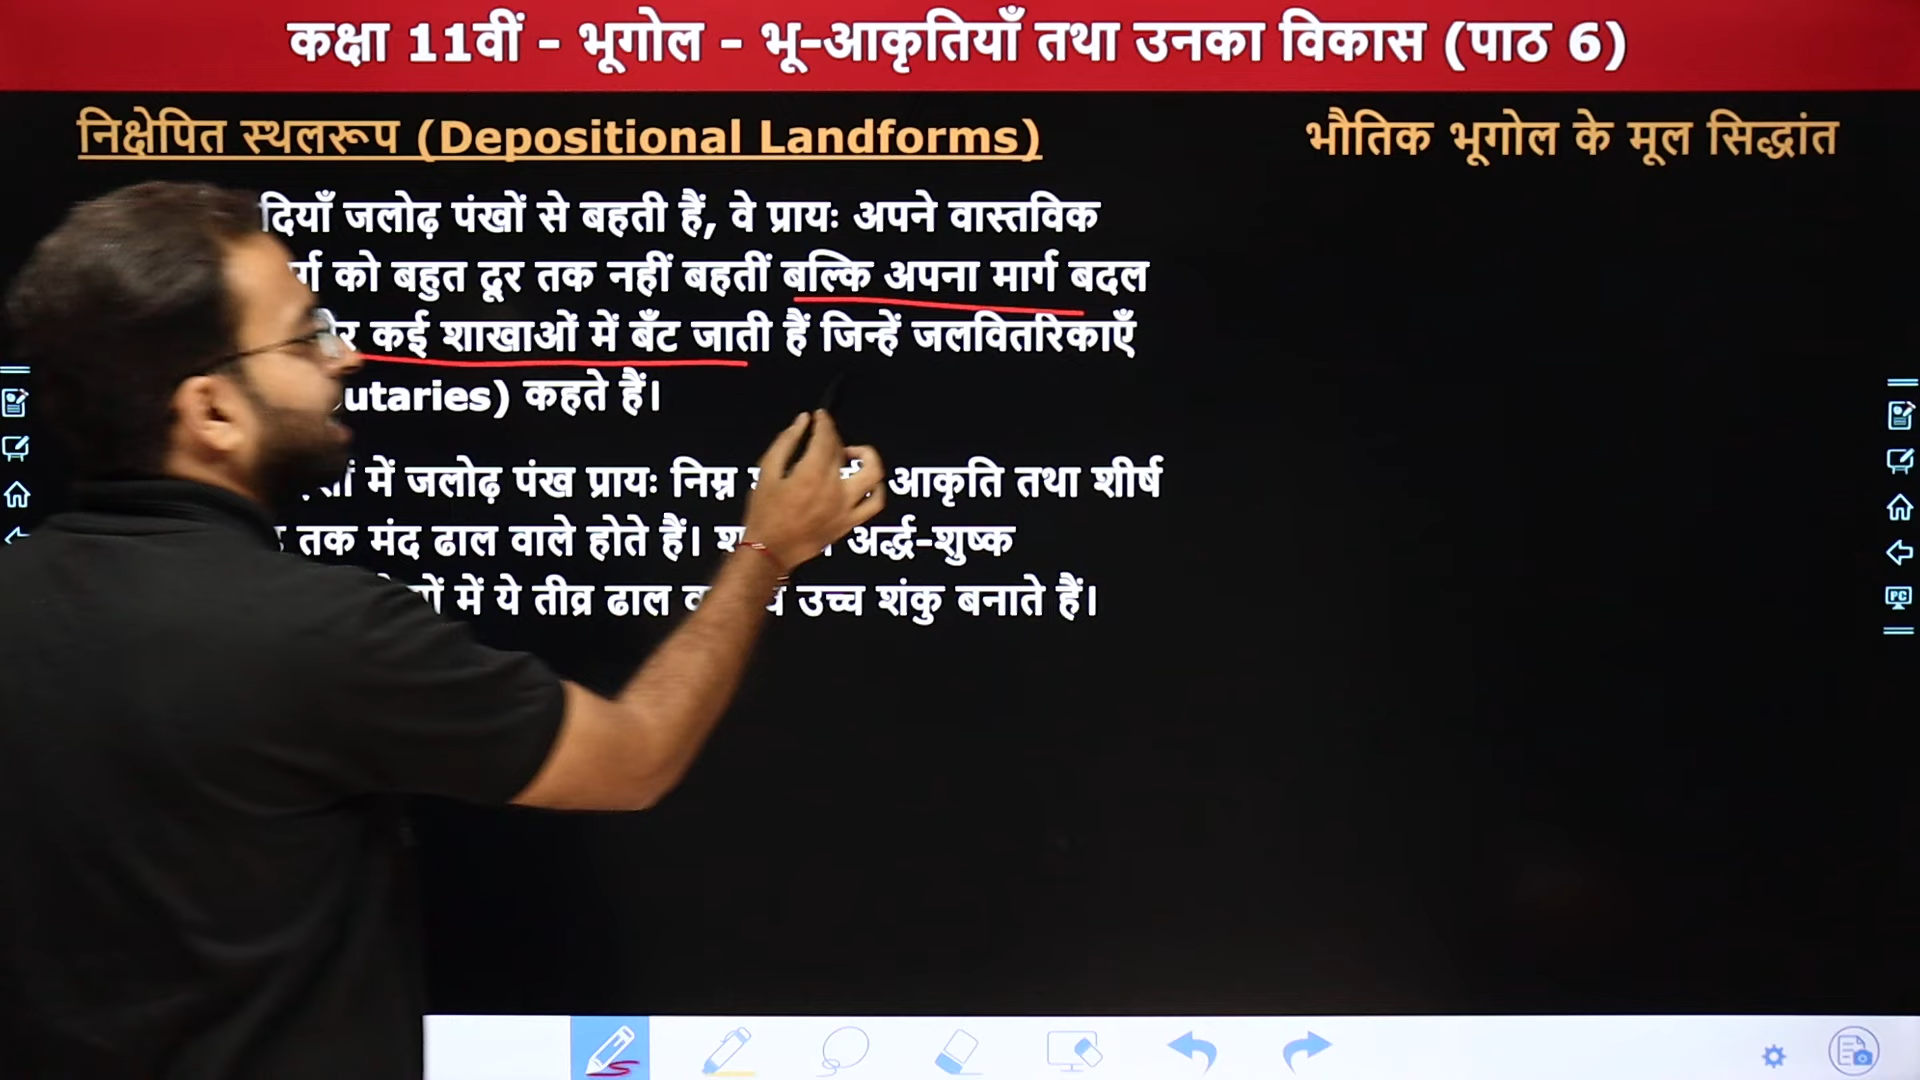 कक्षा 11वीं - भूगोल - भू-आकृतियाँ तथा उनका विकास (पाठ 6)
निक्षेपित स्थलरूप (Depositional Landforms)
भौतिक भूगोल के मूल सिद्धांत
जलोढ़ पंखों से बहती हैं, वे प्रायः अपने वास्तविक
को बहुत दूर तक नहीं बहतीं बल्कि अपना मार्ग बदल
कई शाखाओं में बँट जाती हैं जिन्हें जलवितरिकाएँ
कहते हैं।
में जलोढ़ पंख प्रायः निम्न आकृति तथा शीर्ष
तक मंद ढाल वाले होते हैं। अर्द्ध-शुष्क
में ये तीव्र ढाल उच्च शंकु बनाते हैं।
PC